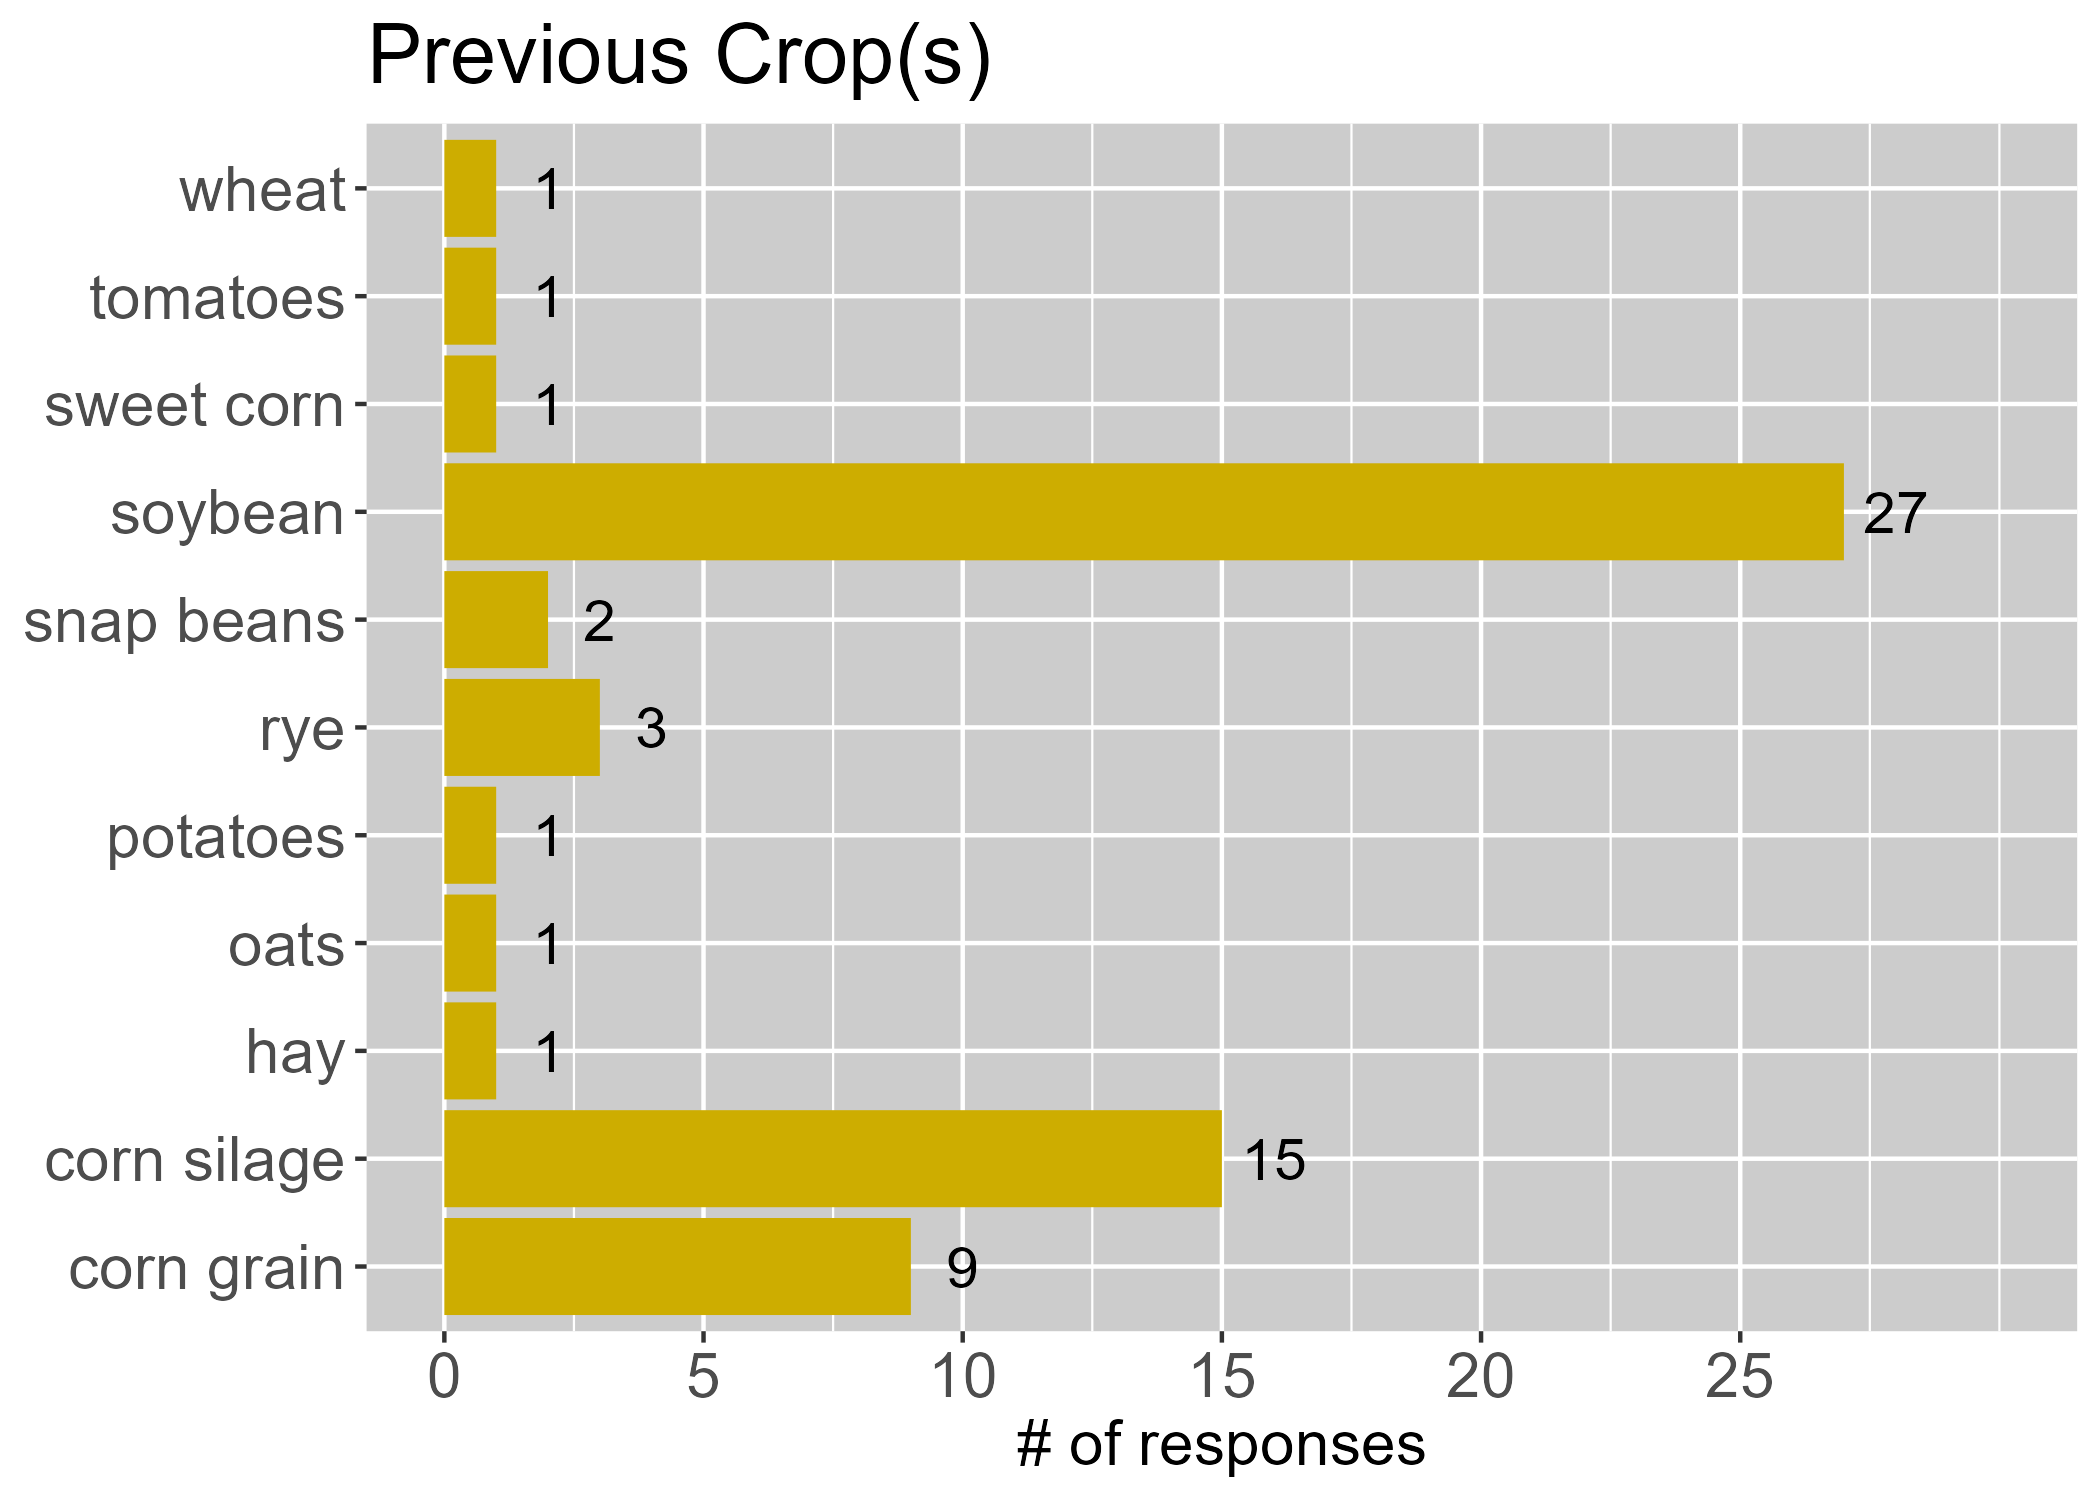 Previous Crop(s)
wheat 1
tomatoes 1
sweet corn 1
soybean 27
snap beans 2
rye 3
potatoes 1
oats 1
hay 1
corn silage 15
corn grain 9
0 5 10 15 20 25
# of responses